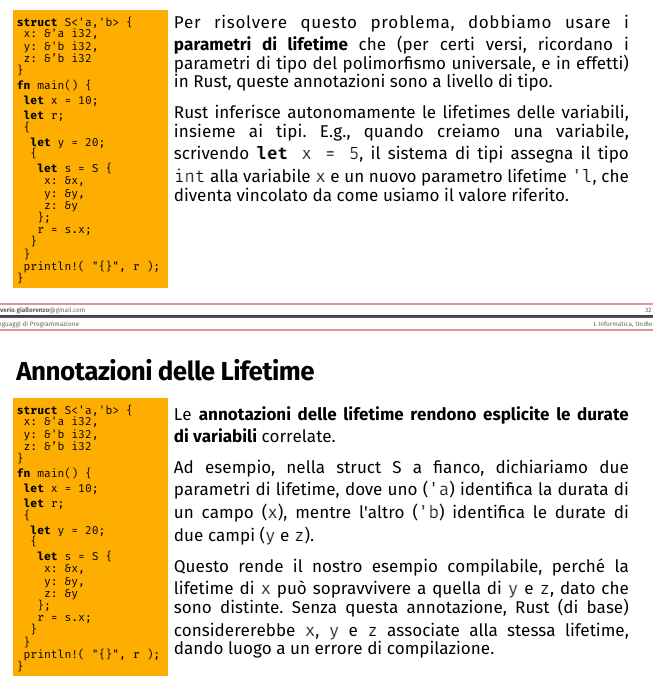 struct S<'a,'b> {
x: &'a i32,
y: &'b i32,
z: &’b i32
}
fn main() {
let x = 10;
let r;
{
let y = 20;
{
let s = S {
x: &x,
y: &y,
z: &y
};
r = s.x;
}
}
println!( "{}", r );
}
Per risolvere questo problema, dobbiamo usare i
parametri di lifetime che (per certi versi, ricordano i
parametri di tipo del polimorfismo universale, e in effetti)
in Rust, queste annotazioni sono a livello di tipo.
Rust inferisce autonomamente le lifetimes delle variabili,
insieme ai tipi. E.g., quando creiamo una variabile,
scrivendo let x = 5, il sistema di tipi assegna il tipo
int alla variabile x e un nuovo parametro lifetime 'l, che
diventa vincolato da come usiamo il valore riferito.
verio.giallorenzo@gmail.com
32
nguaggi di Programmazione
L Informatica, UniBo
Annotazioni delle Lifetime
struct S<'a,'b> {
x: &'a i32,
y: &'b i32,
z: &’b i32
}
fn main() {
let x = 10;
let r;
{
let y = 20;
{
let s = S {
x: &x,
y: &y,
z: &y
};
r = s.x;
}
}
println!( "{}", r );
}
Le annotazioni delle lifetime rendono esplicite le durate
di variabili correlate.
Ad esempio, nella struct S a fianco, dichiariamo due
parametri di lifetime, dove uno ('a) identifica la durata di
un campo (x), mentre l'altro ('b) identifica le durate di
due campi (y e z).
Questo rende il nostro esempio compilabile, perché la
lifetime di x può sopravvivere a quella di y e z, dato che
sono distinte. Senza questa annotazione, Rust (di base)
considererebbe x, y e z associate alla stessa lifetime,
dando luogo a un errore di compilazione.